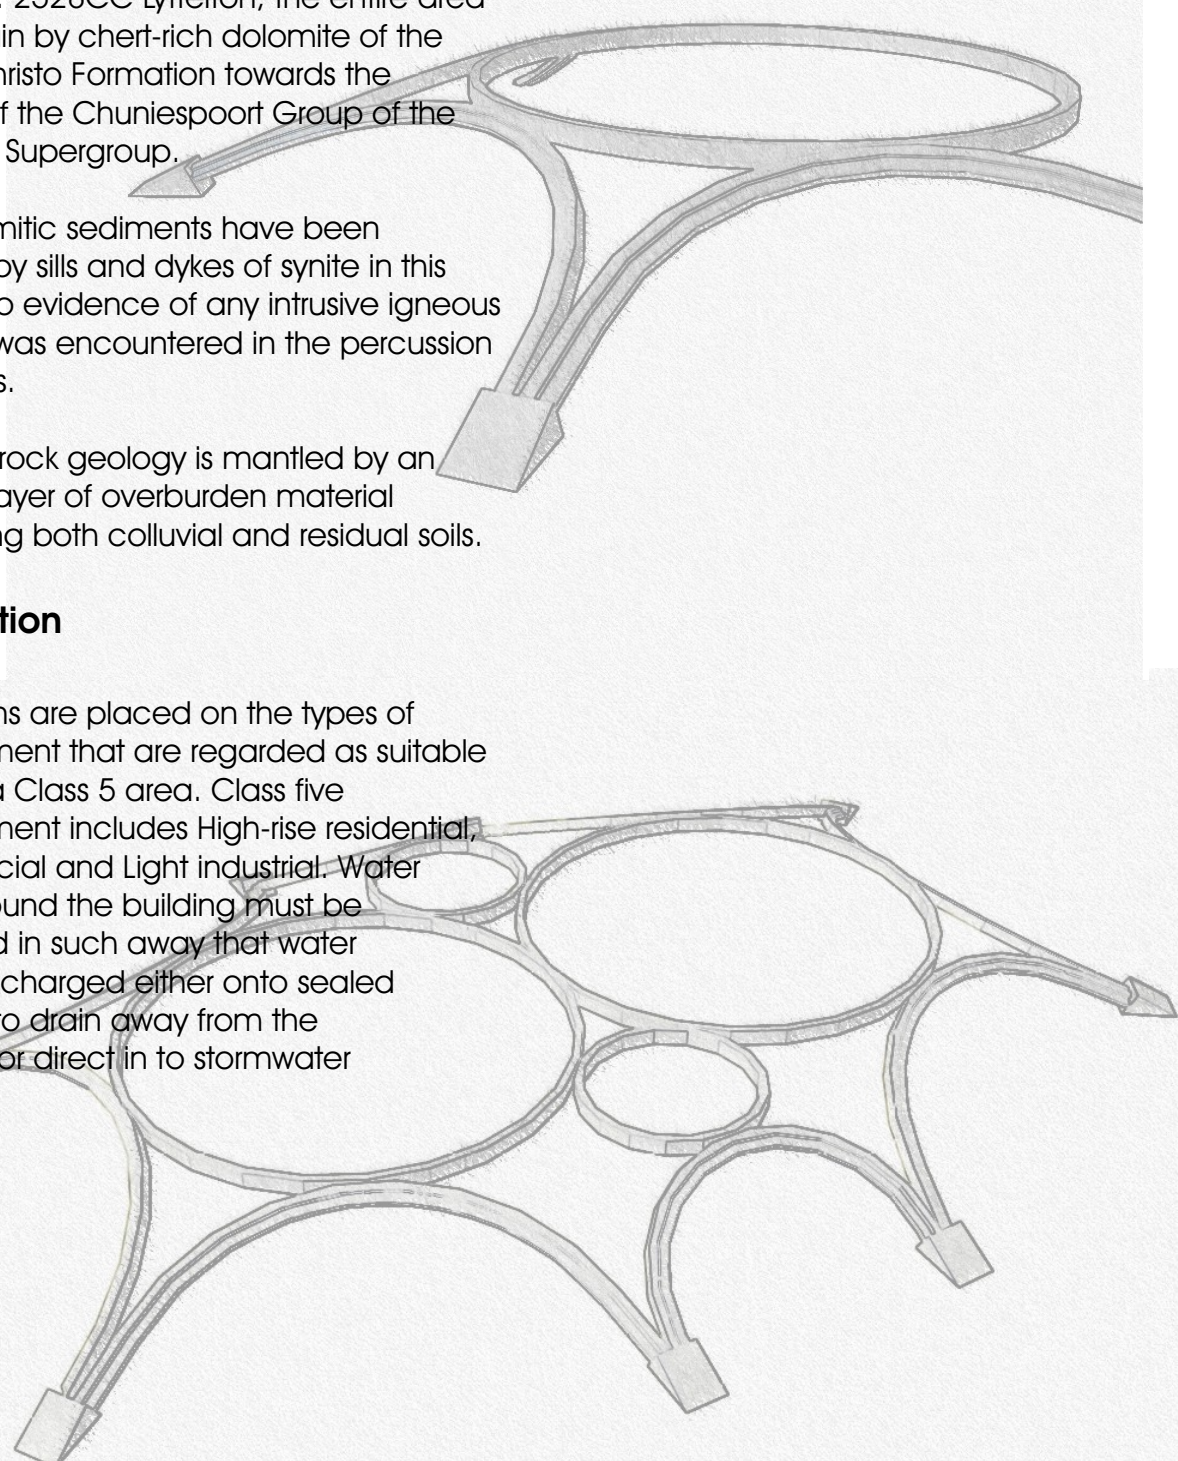 2528CC Lyttelton, the entire area
in by chert-rich dolomite of the
risto Formation towards the
f the Chuniespoort Group of the
Supergroup.
mitic sediments have been
by sills and dykes of synite in this
o evidence of any intrusive igneous
was encountered in the percussion
s.
rock geology is mantled by an
ayer of overburden material
ng both colluvial and residual soils.
tion
ns are placed on the types of
ment that are regarded as suitable
a Class 5 area. Class five
ment includes High-rise residential,
cial and Light industrial. Water
ound the building must be
d in such away that water
charged either onto sealed
to drain away from the
or direct in to stormwater